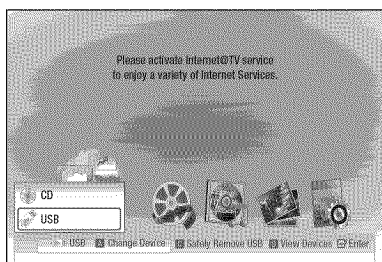 Please activate Internet@TV service
to enjoy a variety of Internet Services.
CD
USB
USB A Change Device Safely Remove USB D View Devices Enter